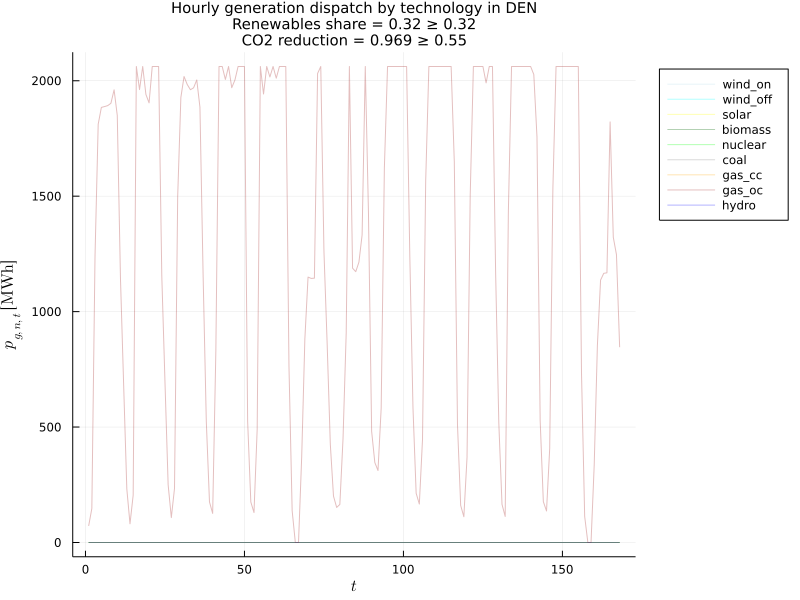 Hourly generation dispatch by technology in DEN
Renewables share = 0.32 ≥ 0.32
CO2 reduction = 0.969 ≥ 0.55
2000
1500
1000
500
0
p_{g,n,t} [MWh]
0
50
100
150
t
wind_on
wind_off
solar
biomass
nuclear
coal
gas_cc
gas_oc
hydro